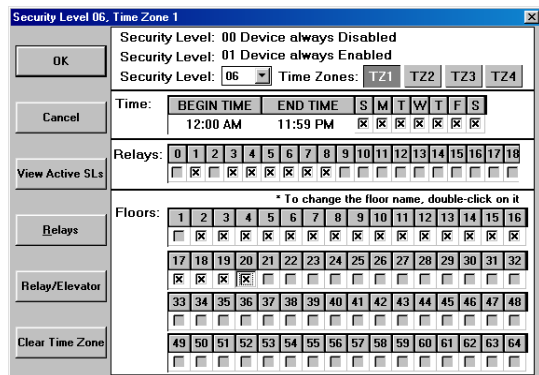 Security Level 06, Time Zone 1
OK
Cancel
View Active SLs
Relays
Relay/Elevator
Clear Time Zone
Security Level: 00 Device always Disabled
Security Level: 01 Device always Enabled
Security Level: 06 Time Zones: TZ1 TZ2 TZ3 TZ4
Time: BEGIN TIME END TIME S M T W T F S
12:00 AM 11:59 PM
Relays: 0 1 2 3 4 5 6 7 8 9 10 11 12 13 14 15 16 17 18
* To change the floor name, double-click on it
Floors: 1 2 3 4 5 6 7 8 9 10 11 12 13 14 15 16
17 18 19 20 21 22 23 24 25 26 27 28 29 30 31 32
33 34 35 36 37 38 39 40 41 42 43 44 45 46 47 48
49 50 51 52 53 54 55 56 57 58 59 60 61 62 63 64